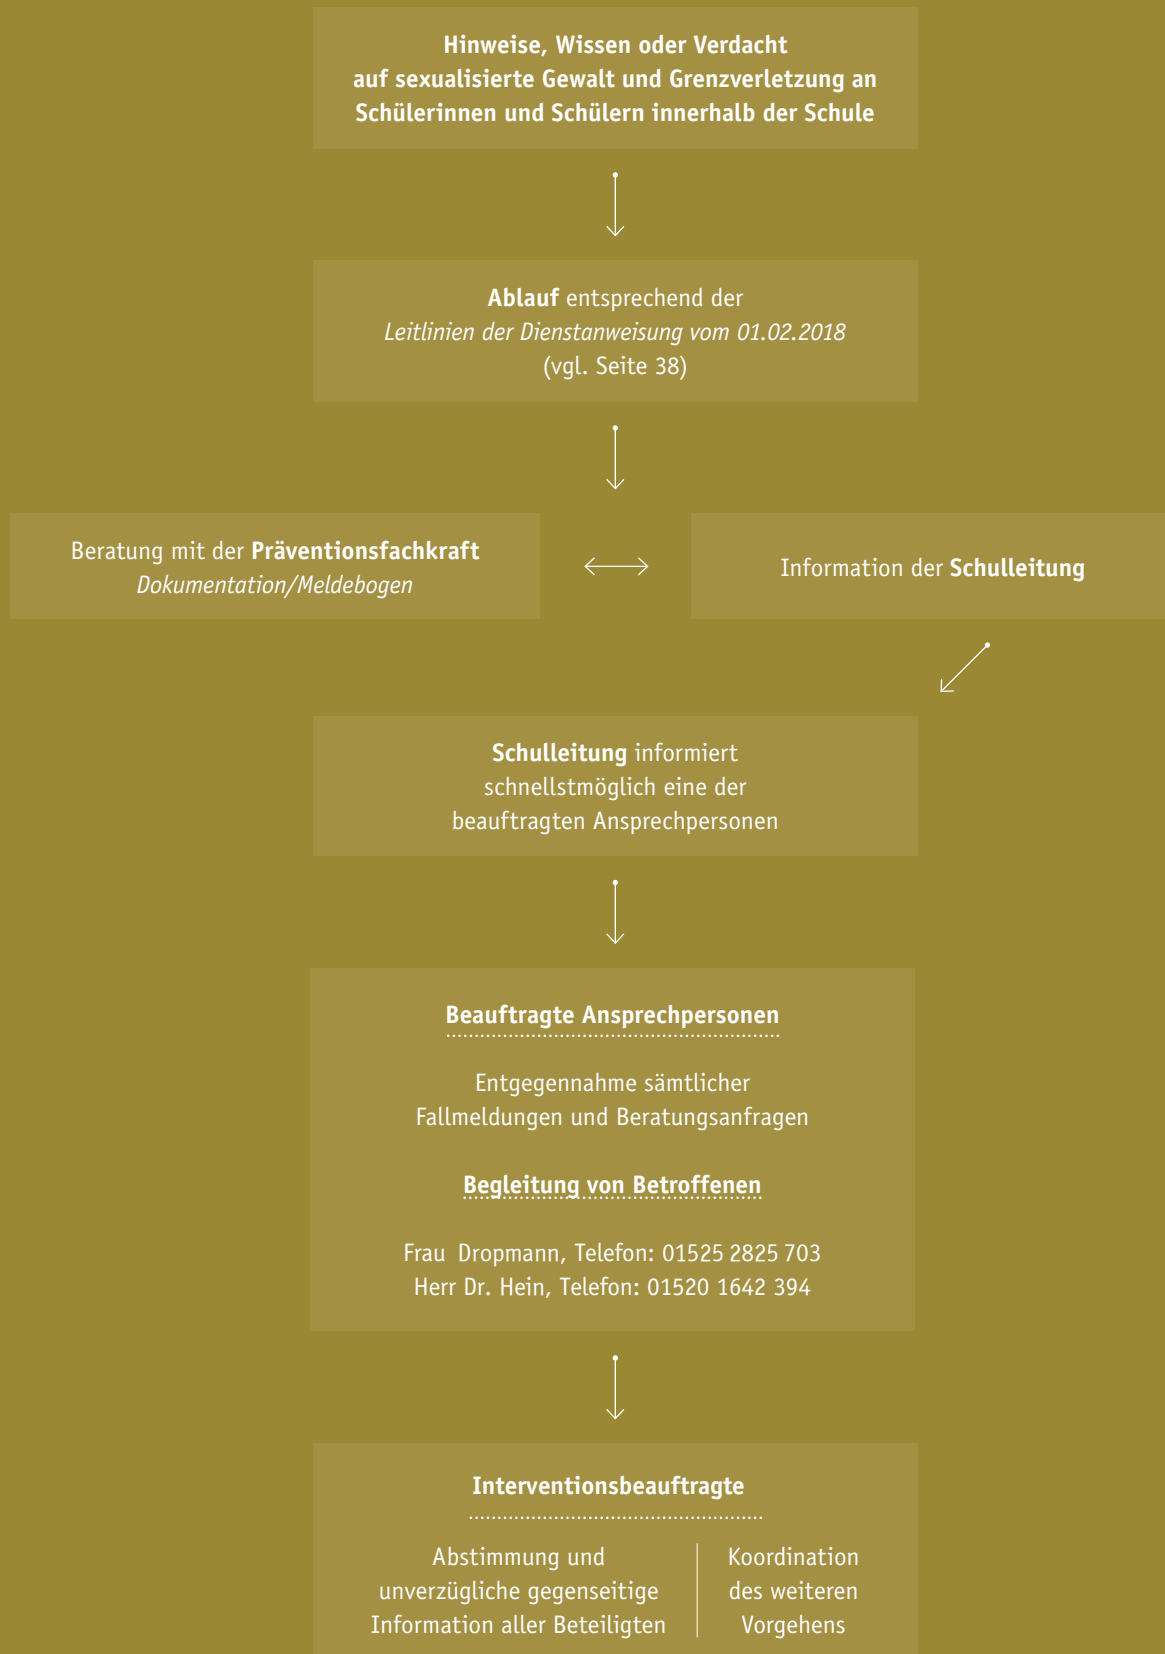 Hinweise, Wissen oder Verdacht
auf sexualisierte Gewalt und Grenzverletzung an
Schülerinnen und Schülern innerhalb der Schule
Ablauf entsprechend der
Leitlinien der Dienstanweisung vom 01.02.2018
(vgl. Seite 38)
Beratung mit der Präventionsfachkraft
Dokumentation/Meldebogen
Information der Schulleitung
Schulleitung informiert
schnellstmöglich eine der
beauftragten Ansprechpersonen
Beauftragte Ansprechpersonen
Entgegennahme sämtlicher
Fallmeldungen und Beratungsanfragen
Begleitung von Betroffenen
Frau Dropmann, Telefon: 01525 2825 703
Herr Dr. Hein, Telefon: 01520 1642 394
Interventionsbeauftragte
Abstimmung und
unverzügliche gegenseitige
Information aller Beteiligten
Koordination
des weiteren
Vorgehens